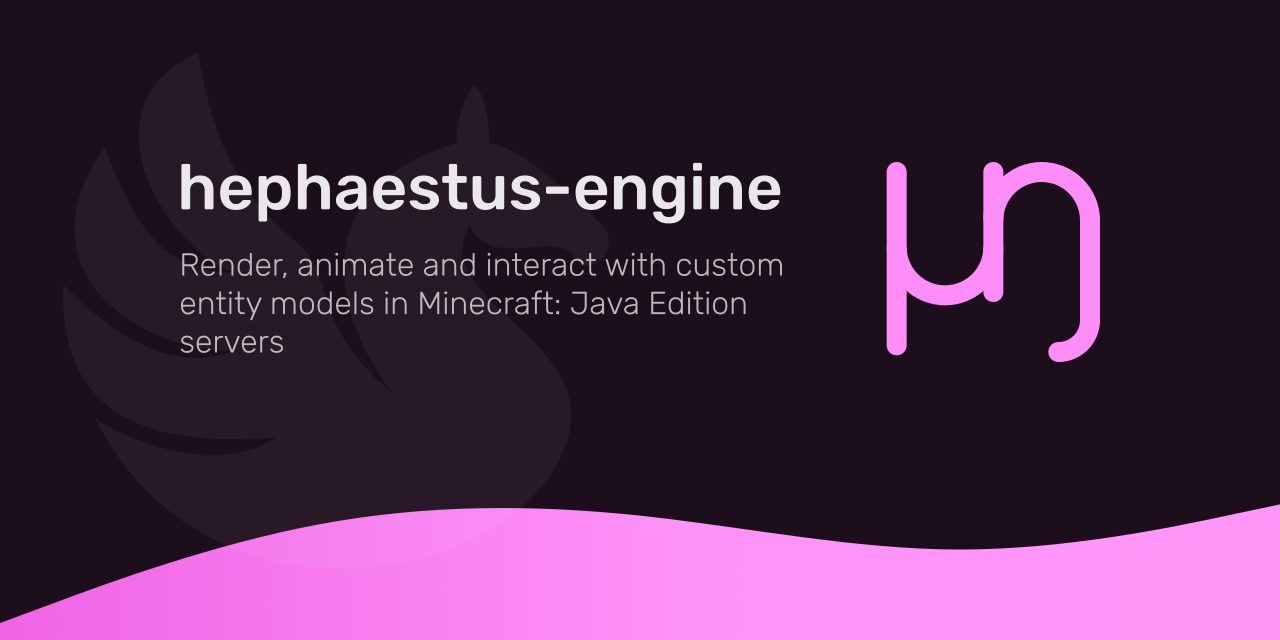 hephaestus-engine
Render, animate and interact with custom
entity models in Minecraft: Java Edition
servers